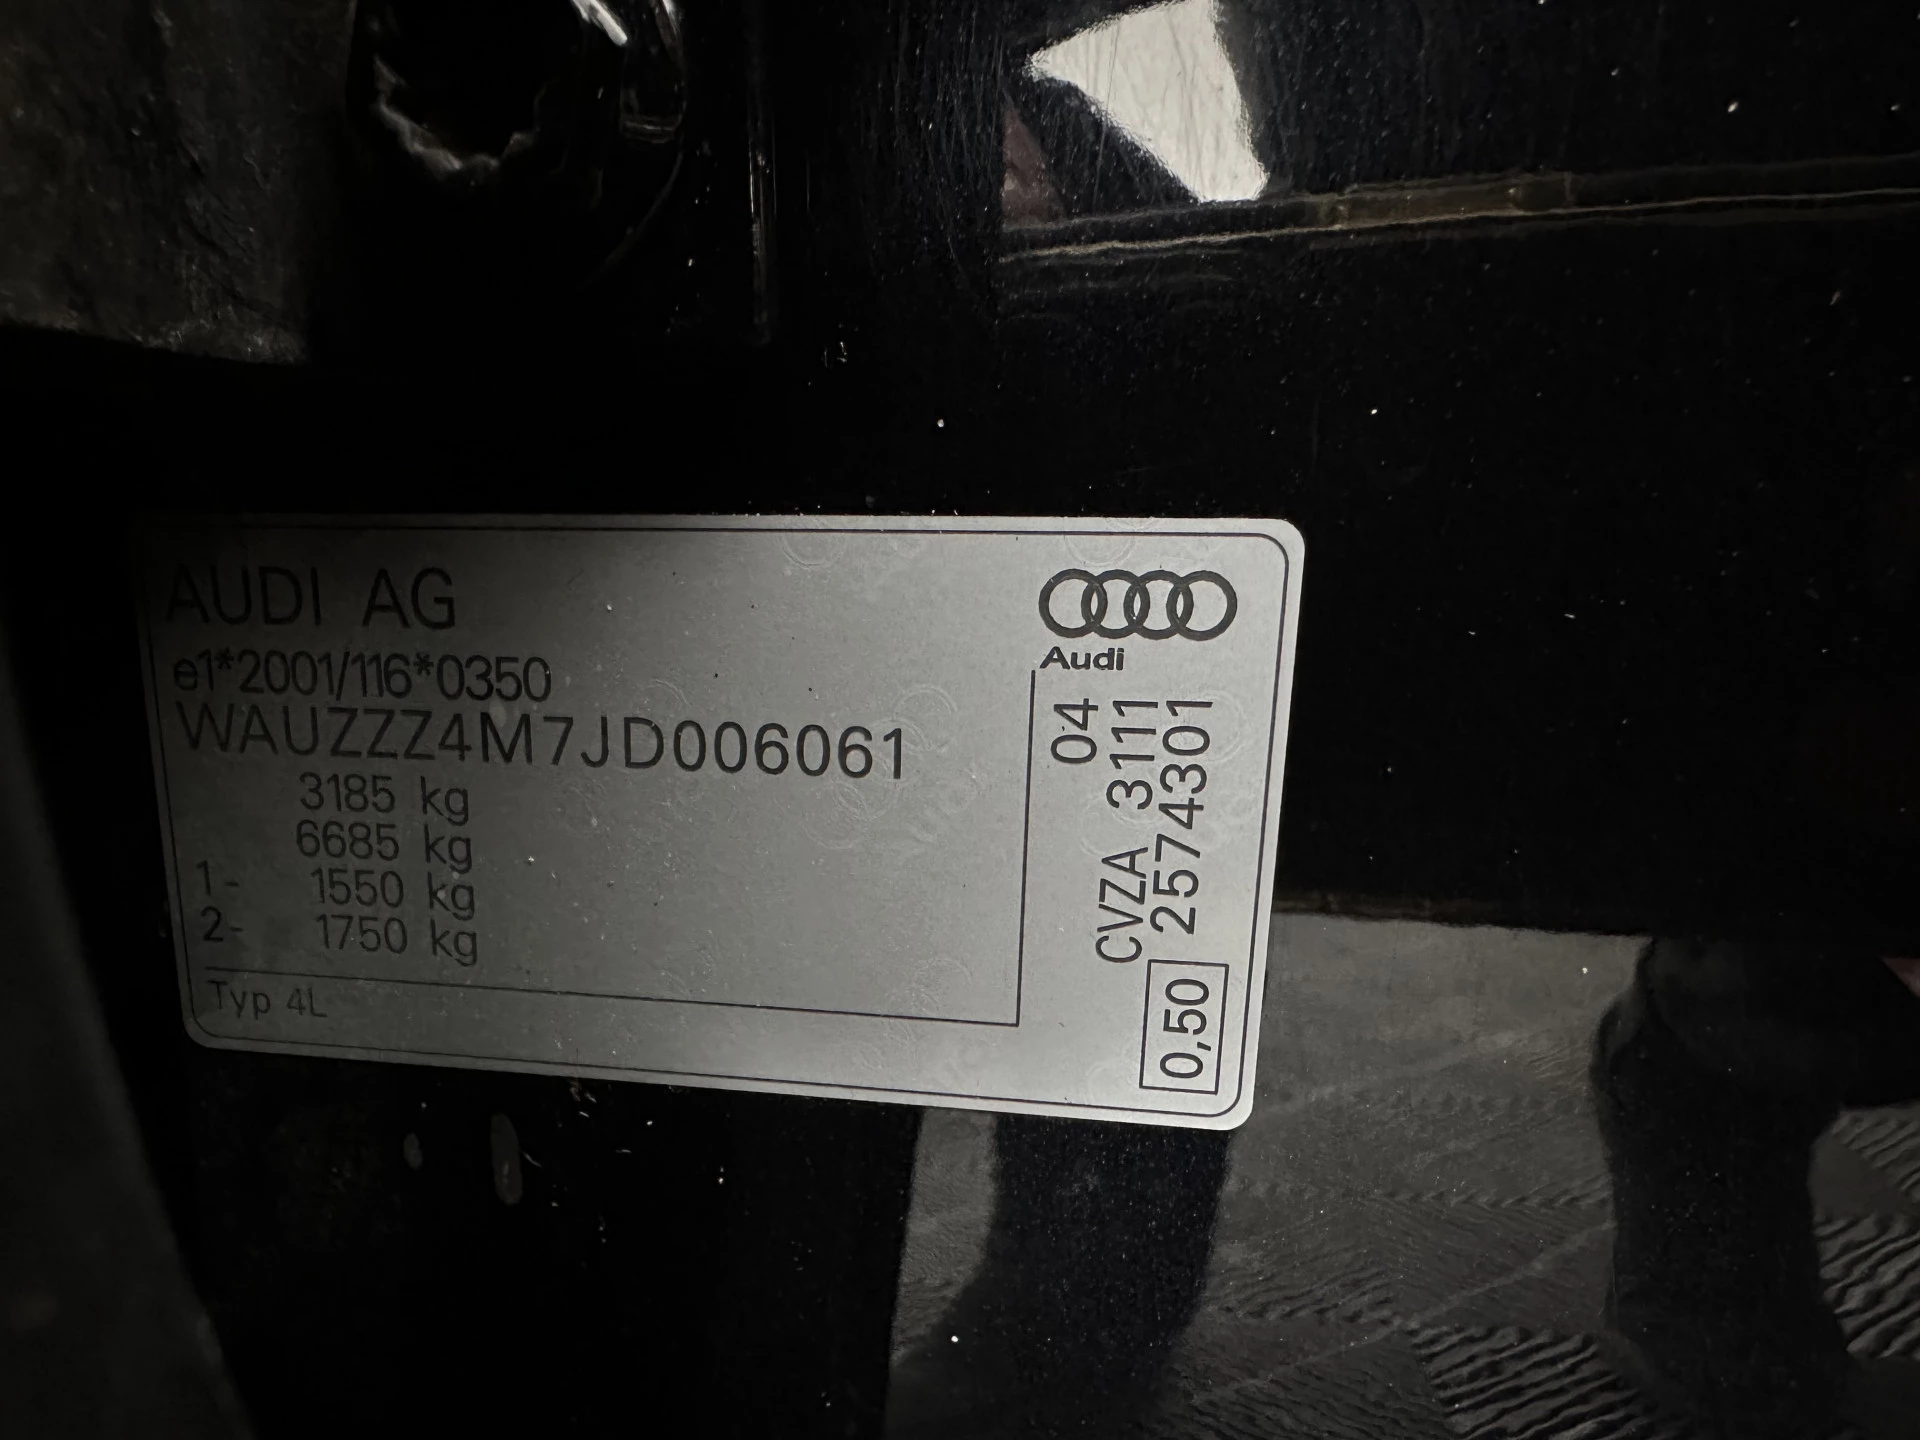 AUDI AG
e1*2001/116*0350
WAUZZZ4M7JD006061
3185 kg
6685 kg
1- 1550 kg
2- 1750 kg
Typ 4L
Audi
04
CVZA 3111
0,50 2574301